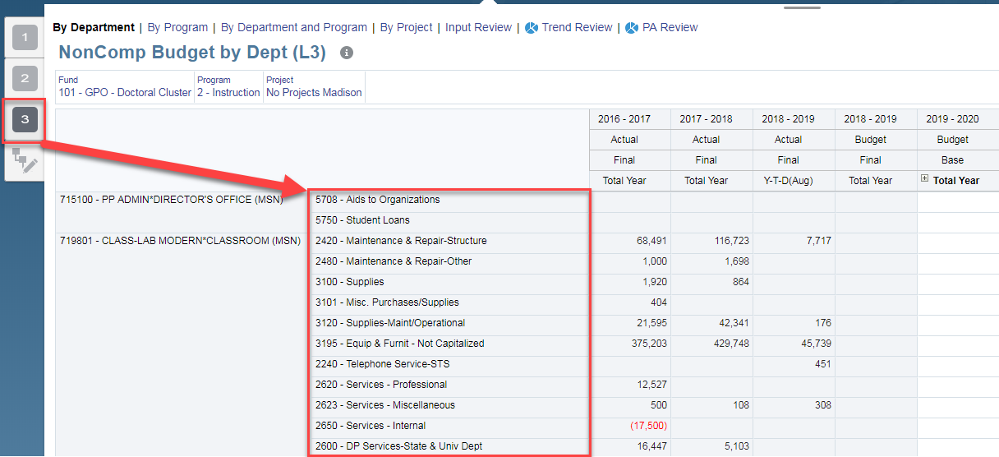 By Department | By Program | By Department and Program | By Project | Input Review | Trend Review | PA Review
1
NonComp Budget by Dept (L3) i
2
Fund Program Project
101 - GPO - Doctoral Cluster 2 - Instruction No Projects Madison
3
2016 - 2017 2017 - 2018 2018 - 2019 2018 - 2019 2019 - 2020
Actual Actual Actual Budget Budget
Final Final Final Final Base
Total Year Total Year Y-T-D(Aug) Total Year Total Year
715100 - PP ADMIN*DIRECTOR'S OFFICE (MSN) 5708 - Aids to Organizations
5750 - Student Loans
719801 - CLASS-LAB MODERN*CLASSROOM (MSN) 2420 - Maintenance & Repair-Structure 68,491 116,723 7,717
2480 - Maintenance & Repair-Other 1,000 1,698
3100 - Supplies 1,920 864
3101 - Misc. Purchases/Supplies 404
3120 - Supplies-Maint/Operational 21,595 42,341 176
3195 - Equip & Furnit - Not Capitalized 375,203 429,748 45,739
2240 - Telephone Service-STS 451
2620 - Services - Professional 12,527
2623 - Services - Miscellaneous 500 108 308
2650 - Services - Internal (17,500)
2600 - DP Services-State & Univ Dept 16,447 5,103